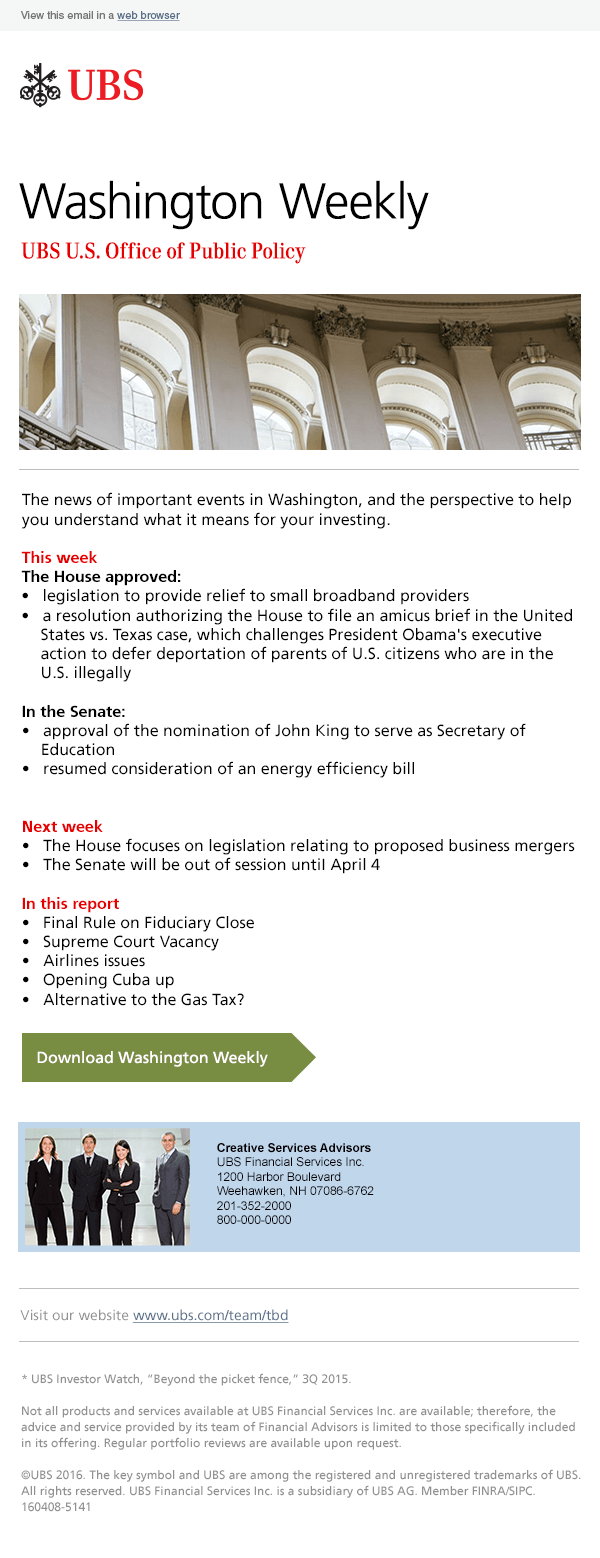 View this email in a web browser
UBS
Washington Weekly
UBS U.S. Office of Public Policy
The news of important events in Washington, and the perspective to help
you understand what it means for your investing.
This week
The House approved:
• legislation to provide relief to small broadband providers
• a resolution authorizing the House to file an amicus brief in the United
States vs. Texas case, which challenges President Obama's executive
action to defer deportation of parents of U.S. citizens who are in the
U.S. illegally
In the Senate:
• approval of the nomination of John King to serve as Secretary of
Education
• resumed consideration of an energy efficiency bill
Next week
• The House focuses on legislation relating to proposed business mergers
• The Senate will be out of session until April 4
In this report
• Final Rule on Fiduciary Close
• Supreme Court Vacancy
• Airlines issues
• Opening Cuba up
• Alternative to the Gas Tax?
Download Washington Weekly
Creative Services Advisors
UBS Financial Services Inc.
1200 Harbor Boulevard
Weehawken, NH 07086-6762
201-352-2000
800-000-0000
Visit our website www.ubs.com/team/tbd
* UBS Investor Watch, “Beyond the picket fence,” 3Q 2015.
Not all products and services available at UBS Financial Services Inc. are available; therefore, the
advice and service provided by its team of Financial Advisors is limited to those specifically included
in its offering. Regular portfolio reviews are available upon request.
©UBS 2016. The key symbol and UBS are among the registered and unregistered trademarks of UBS.
All rights reserved. UBS Financial Services Inc. is a subsidiary of UBS AG. Member FINRA/SIPC.
160408-5141